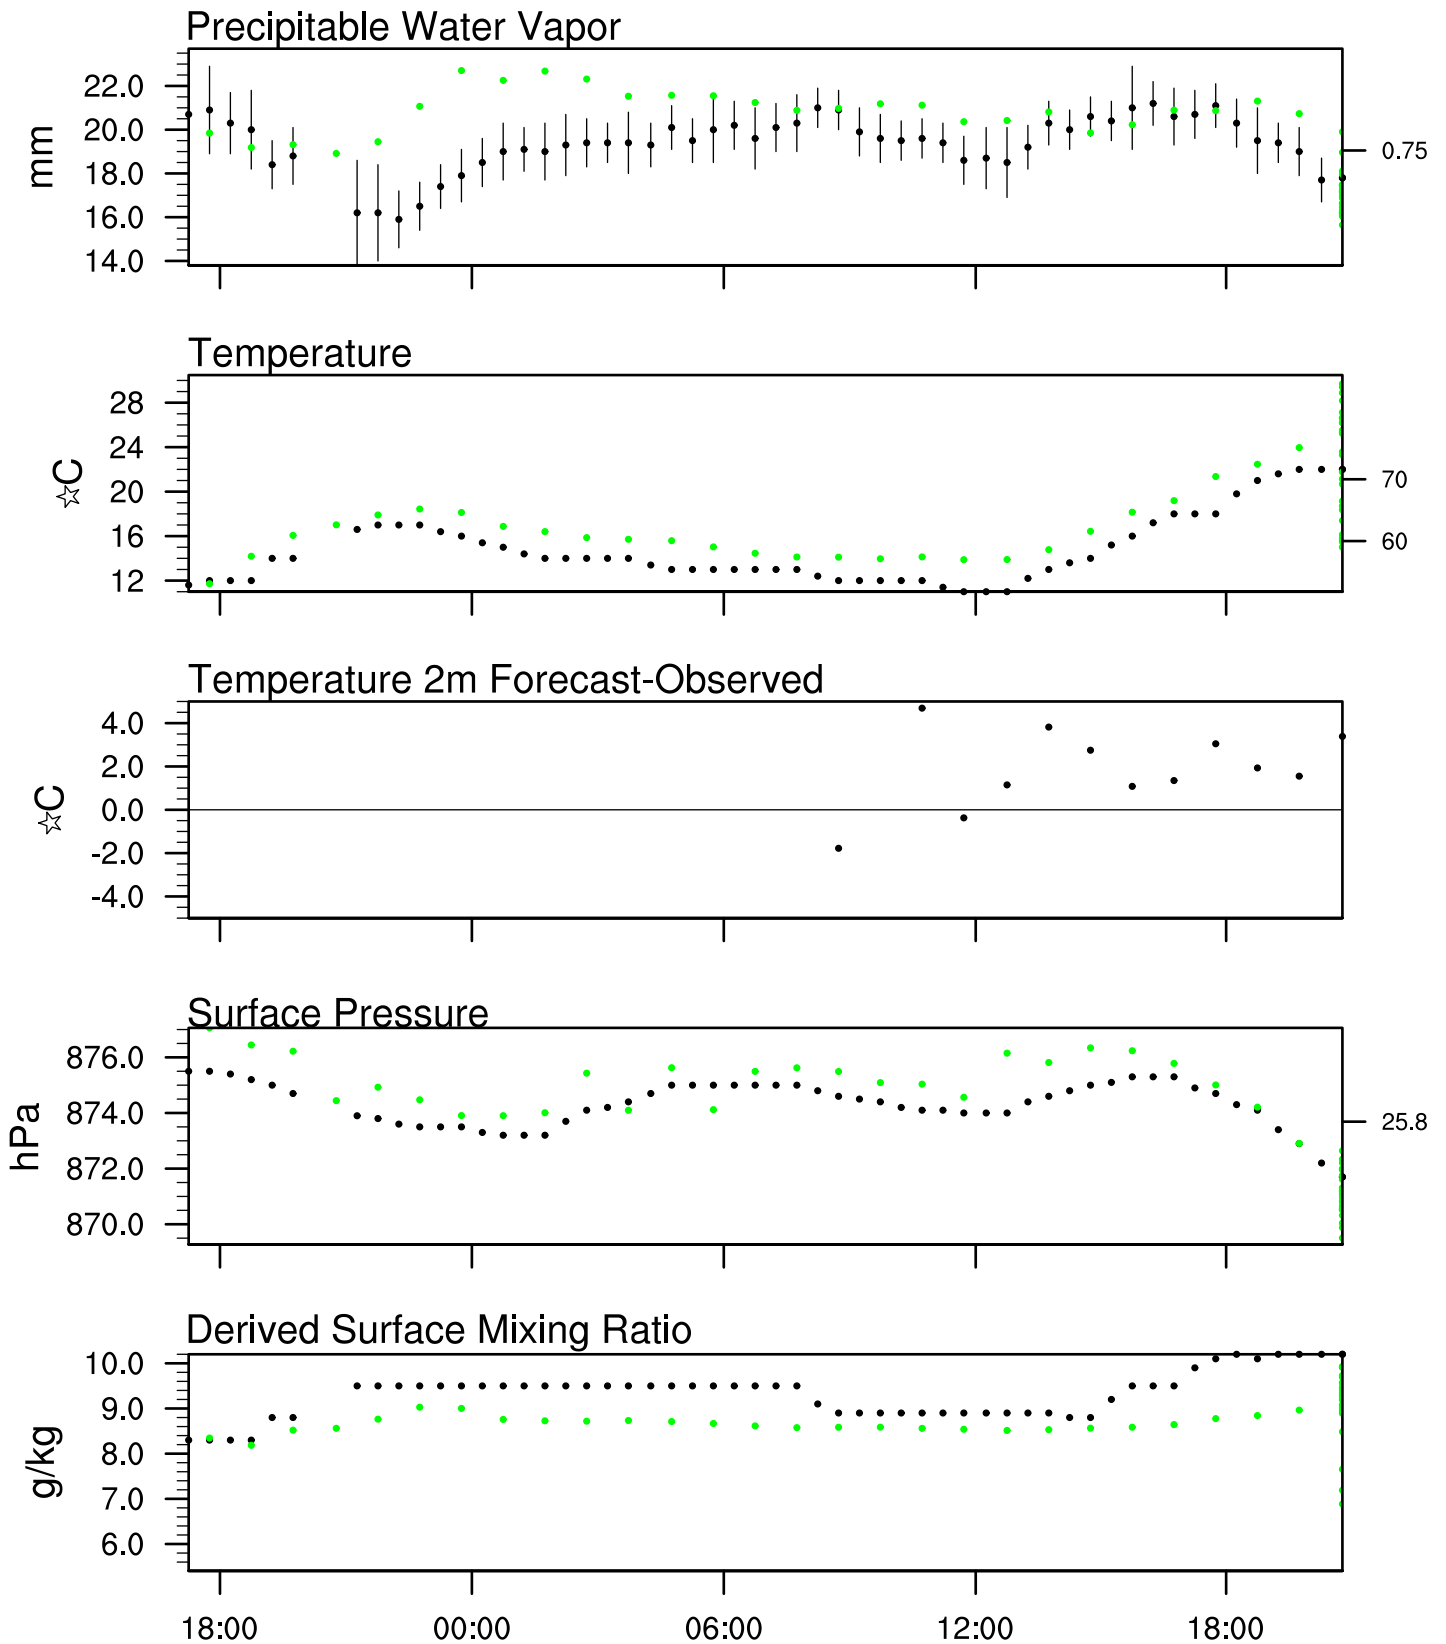 Precipitable Water Vapor
22.0
20.0
18.0
16.0
14.0
mm
0.75
Temperature
28
24
20
16
12
☆C
70
60
Temperature 2m Forecast-Observed
4.0
2.0
0.0
-2.0
-4.0
☆C
Surface Pressure
876.0
874.0
872.0
870.0
hPa
25.8
Derived Surface Mixing Ratio
10.0
9.0
8.0
7.0
6.0
g/kg
18:00 00:00 06:00 12:00 18:00